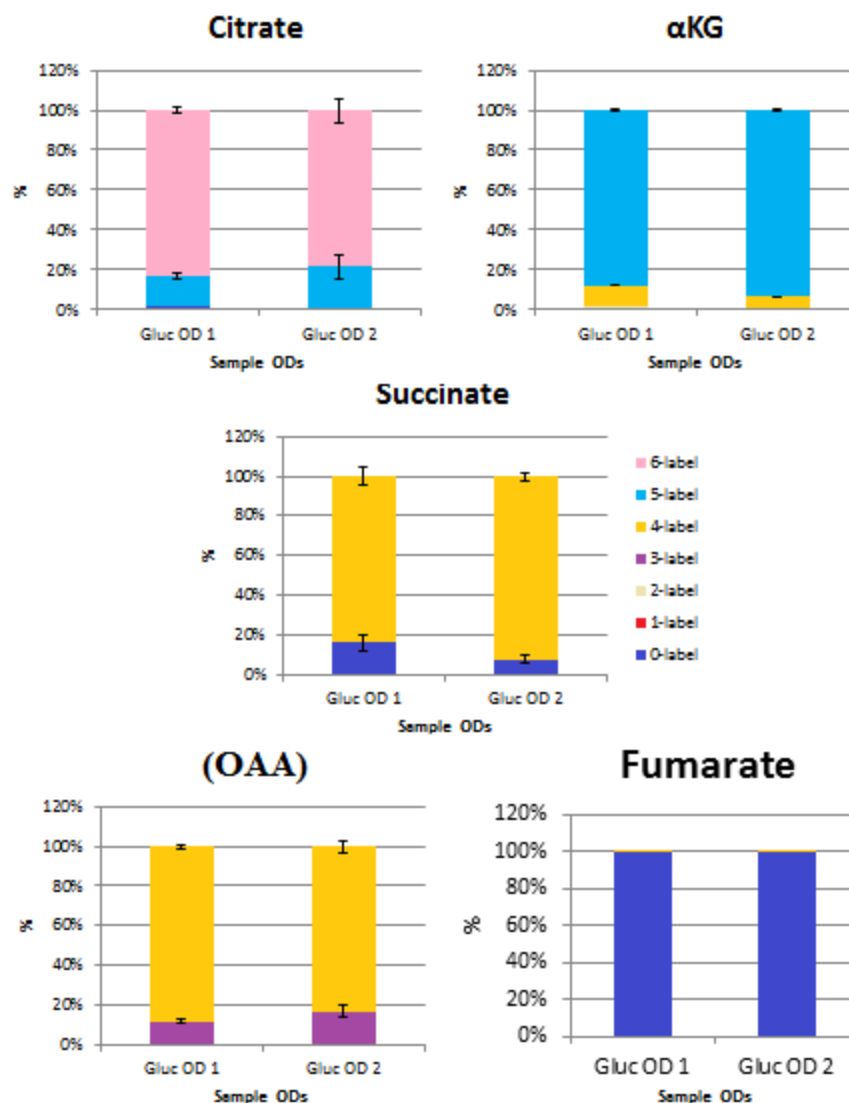 Citrate
120%
100%
80%
60%
40%
20%
0%
%
Gluc OD 1 Gluc OD 2
Sample ODs
αKG
120%
100%
80%
60%
40%
20%
0%
%
Gluc OD 1 Gluc OD 2
Sample ODs
Succinate
120%
100%
80%
60%
40%
20%
0%
%
Gluc OD 1 Gluc OD 2
Sample ODs
6-label
5-label
4-label
3-label
2-label
1-label
0-label
(OAA)
120%
100%
80%
60%
40%
20%
0%
%
Gluc OD 1 Gluc OD 2
Sample ODs
Fumarate
120%
100%
80%
60%
40%
20%
0%
%
Gluc OD 1 Gluc OD 2
Sample ODs